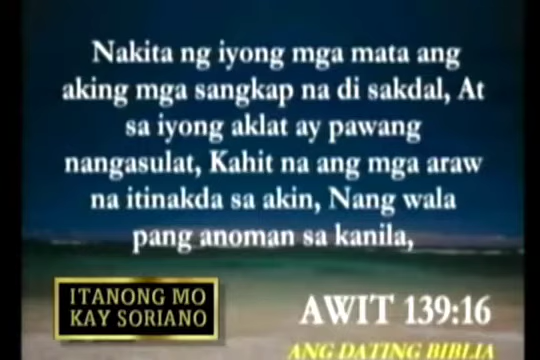 Nakita ng iyong mga mata ang
aking mga sangkap na di sakdal, At
sa iyong aklat ay pawang
nangasulat, Kahit na ang mga araw
na itinakda sa akin, Nang wala
pang anoman sa kanila,
ITANONG MO
KAY SORIANO
AWIT 139:16
ANG DATING BIBLIA